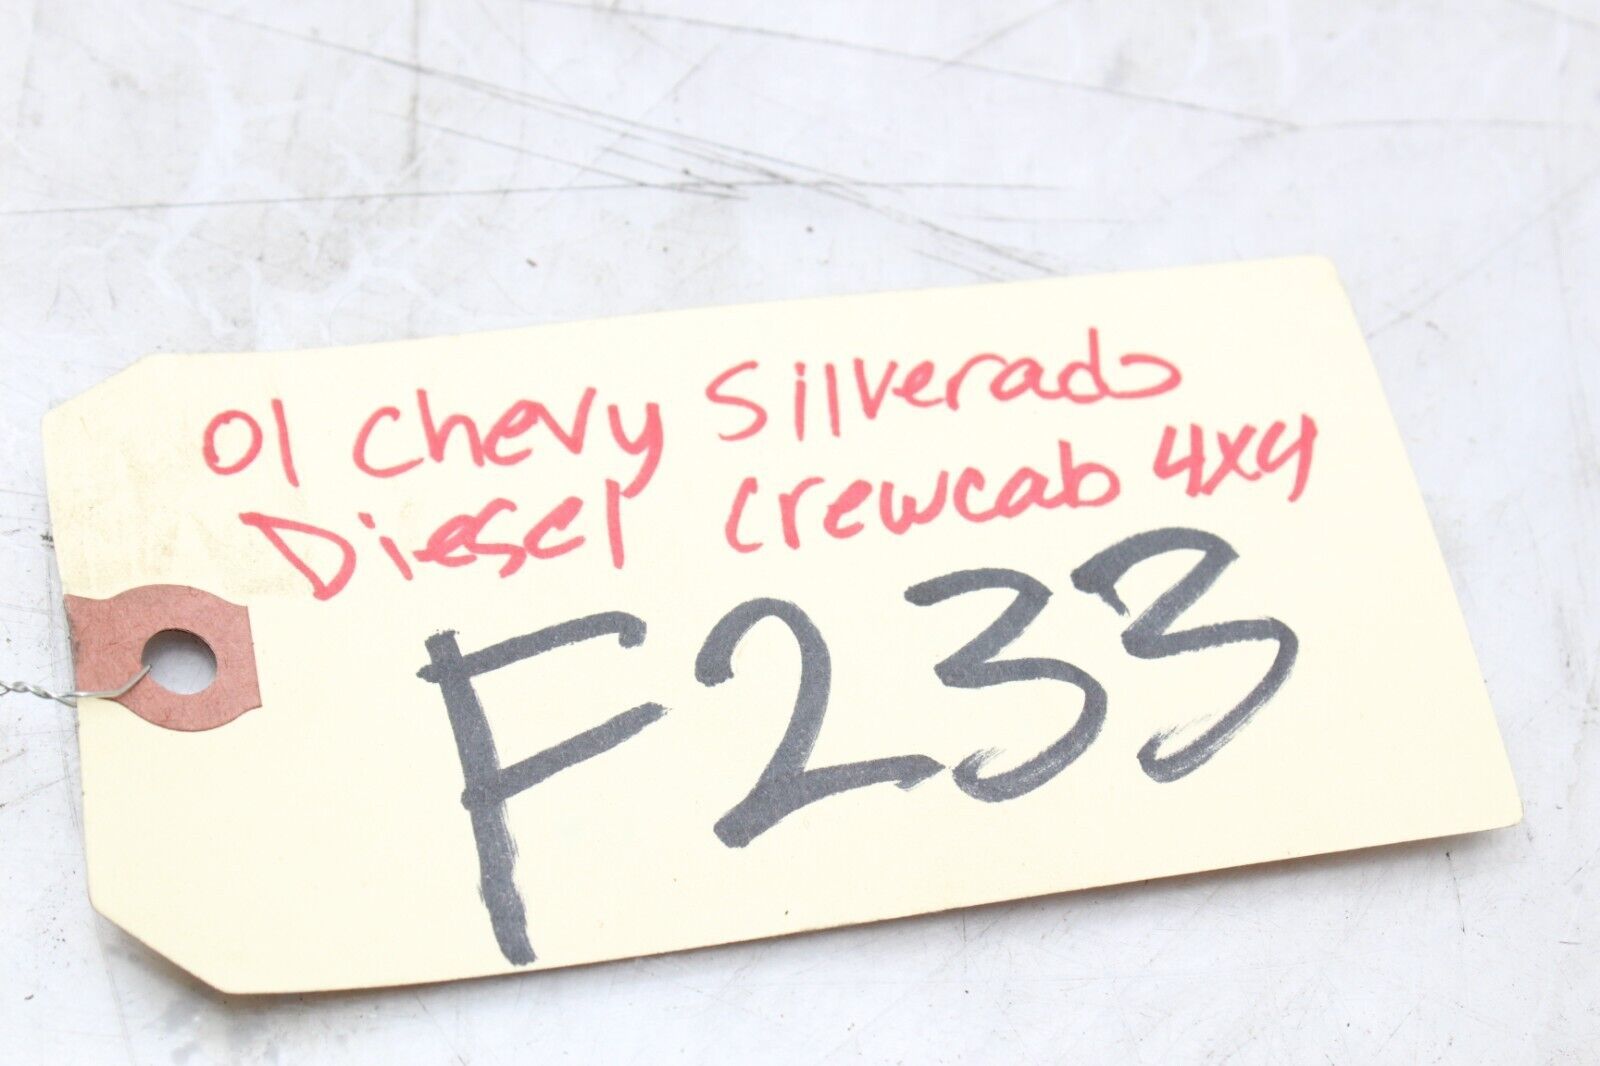 01 Chevy Silverado
Diesel crewcab 4x4
F233